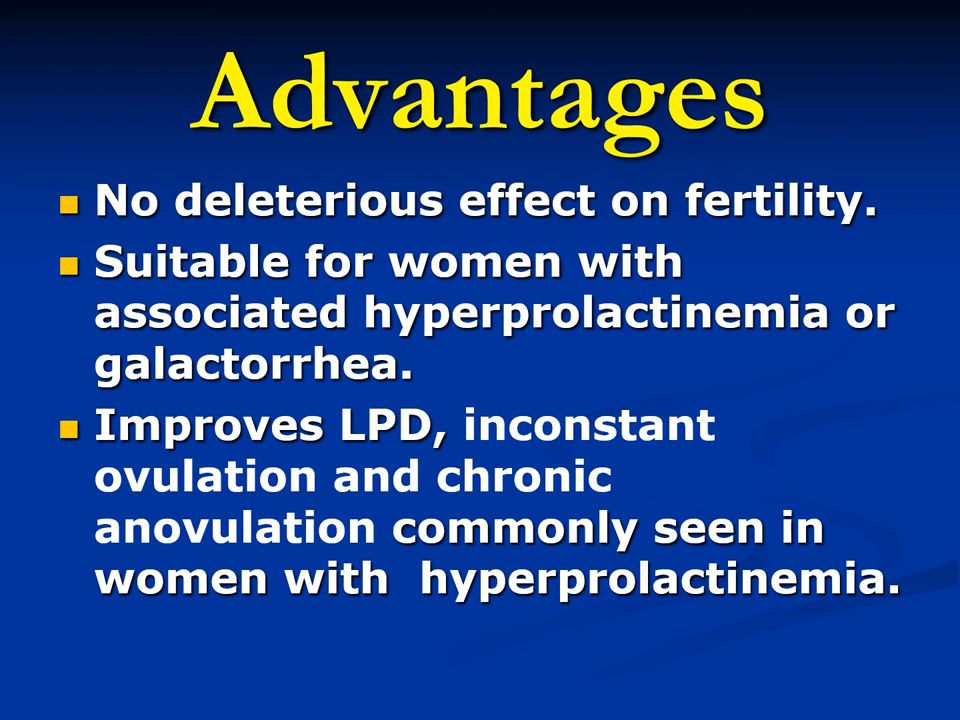 Advantages
No deleterious effect on fertility.
Suitable for women with
associated hyperprolactinemia or
galactorrhea.
Improves LPD, inconstant
ovulation and chronic
anovulation commonly seen in
women with  hyperprolactinemia.